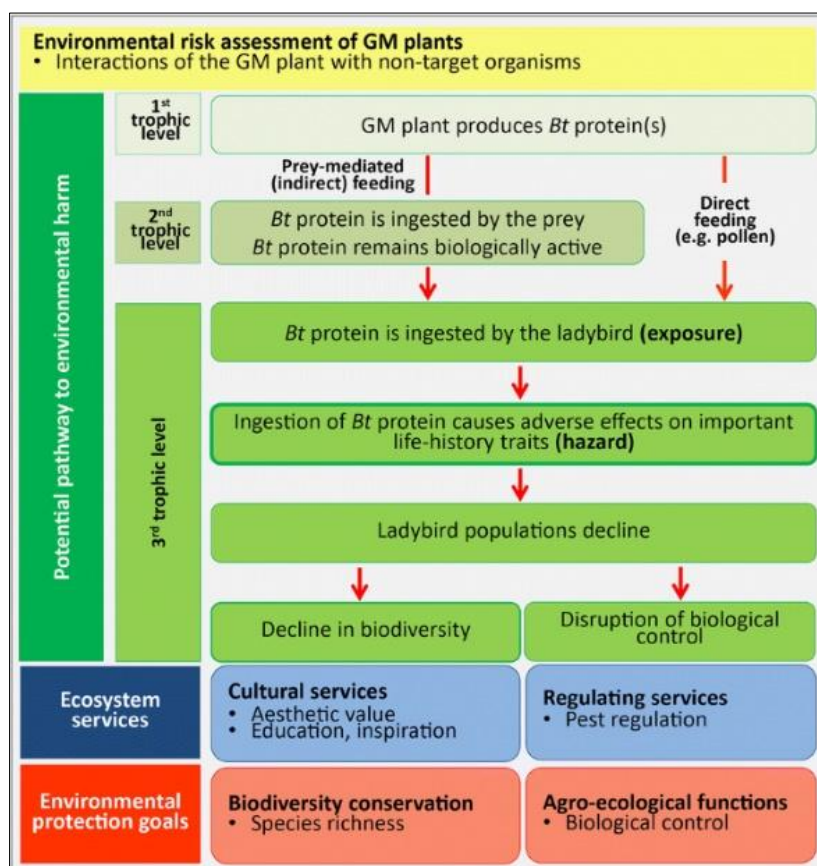 Environmental risk assessment of GM plants
• Interactions of the GM plant with non-target organisms
Potential pathway to environmental harm
1st
trophic
level
GM plant produces Bt protein(s)
Prey-mediated
(indirect) feeding
Direct
feeding
(e.g. pollen)
2nd
trophic
level
Bt protein is ingested by the prey
Bt protein remains biologically active
3rd trophic level
Bt protein is ingested by the ladybird (exposure)
Ingestion of Bt protein causes adverse effects on important
life-history traits (hazard)
Ladybird populations decline
Decline in biodiversity
Disruption of biological
control
Ecosystem
services
Cultural services
• Aesthetic value
• Education, inspiration
Regulating services
• Pest regulation
Environmental
protection goals
Biodiversity conservation
• Species richness
Agro-ecological functions
• Biological control